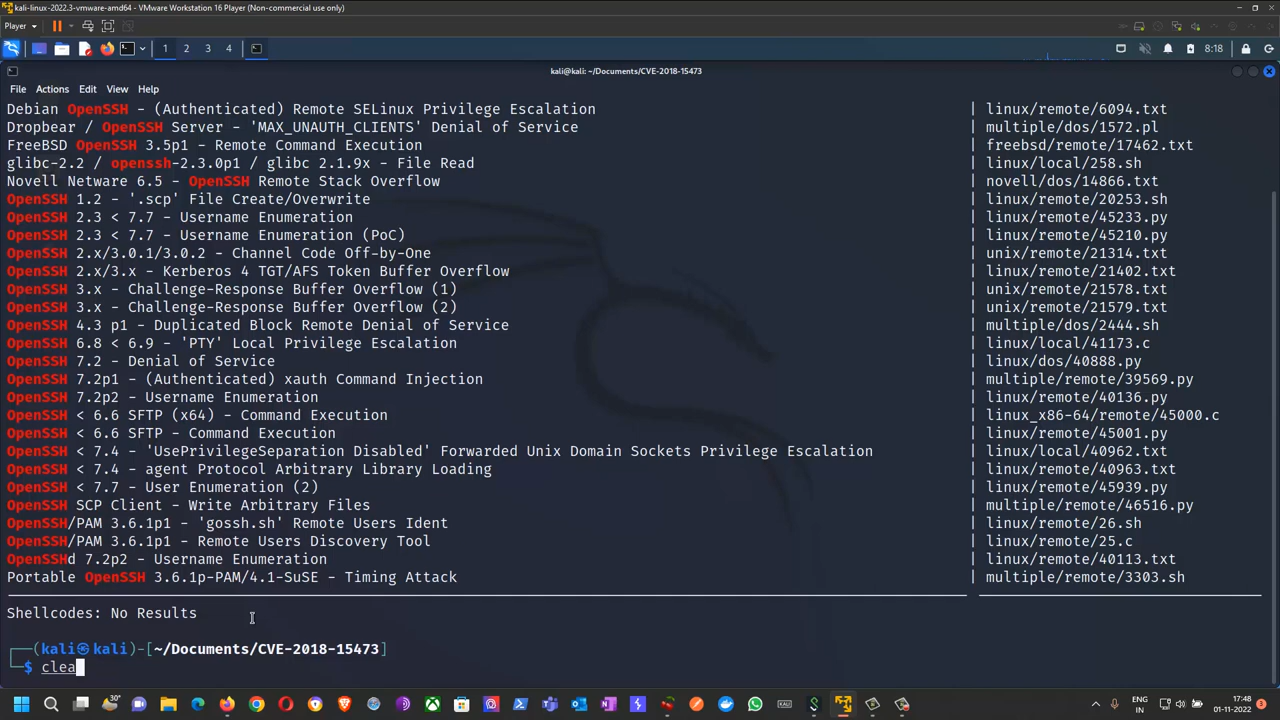 kali-linux-2022.3-vmware-amd64 - VMware Workstation 16 Player (Non-commercial use only)
Player
1 2 3 4
8:18
kali@kali: ~/Documents/CVE-2018-15473
File Actions Edit View Help
Debian OpenSSH - (Authenticated) Remote SELinux Privilege Escalation | linux/remote/6094.txt
Dropbear / OpenSSH Server - 'MAX_UNAUTH_CLIENTS' Denial of Service | multiple/dos/1572.pl
FreeBSD OpenSSH 3.5p1 - Remote Command Execution | freebsd/remote/17462.txt
glibc-2.2 / openssh-2.3.0p1 / glibc 2.1.9x - File Read | linux/local/258.sh
Novell Netware 6.5 - OpenSSH Remote Stack Overflow | novell/dos/14866.txt
OpenSSH 1.2 - '.scp' File Create/Overwrite | linux/remote/20253.sh
OpenSSH 2.3 < 7.7 - Username Enumeration | linux/remote/45233.py
OpenSSH 2.3 < 7.7 - Username Enumeration (PoC) | linux/remote/45210.py
OpenSSH 2.x/3.0.1/3.0.2 - Channel Code Off-by-One | unix/remote/21314.txt
OpenSSH 2.x/3.x - Kerberos 4 TGT/AFS Token Buffer Overflow | linux/remote/21402.txt
OpenSSH 3.x - Challenge-Response Buffer Overflow (1) | unix/remote/21578.txt
OpenSSH 3.x - Challenge-Response Buffer Overflow (2) | unix/remote/21579.txt
OpenSSH 4.3 p1 - Duplicated Block Remote Denial of Service | multiple/dos/2444.sh
OpenSSH 6.8 < 6.9 - 'PTY' Local Privilege Escalation | linux/local/41173.c
OpenSSH 7.2 - Denial of Service | linux/dos/40888.py
OpenSSH 7.2p1 - (Authenticated) xauth Command Injection | multiple/remote/39569.py
OpenSSH 7.2p2 - Username Enumeration | linux/remote/40136.py
OpenSSH < 6.6 SFTP (x64) - Command Execution | linux_x86-64/remote/45000.c
OpenSSH < 6.6 SFTP - Command Execution | linux/remote/45001.py
OpenSSH < 7.4 - 'UsePrivilegeSeparation Disabled' Forwarded Unix Domain Sockets Privilege Escalation | linux/local/40962.txt
OpenSSH < 7.4 - agent Protocol Arbitrary Library Loading | linux/remote/40963.txt
OpenSSH < 7.7 - User Enumeration (2) | linux/remote/45939.py
OpenSSH SCP Client - Write Arbitrary Files | multiple/remote/46516.py
OpenSSH/PAM 3.6.1p1 - 'gossh.sh' Remote Users Ident | linux/remote/26.sh
OpenSSH/PAM 3.6.1p1 - Remote Users Discovery Tool | linux/remote/25.c
OpenSSHd 7.2p2 - Username Enumeration | linux/remote/40113.txt
Portable OpenSSH 3.6.1p-PAM/4.1-SuSE - Timing Attack | multiple/remote/3303.sh
Shellcodes: No Results
(kali㉿kali)-[~/Documents/CVE-2018-15473]
$ clea
30°
ENG
IN
17:48
01-11-2022
3